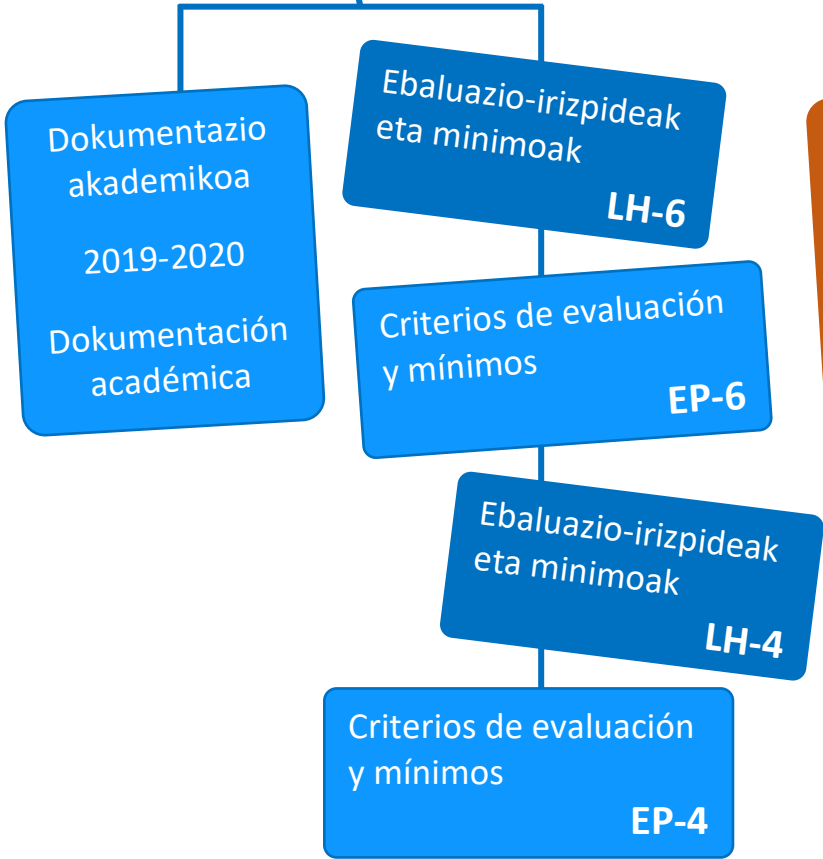 Dokumentazio
akademikoa
2019-2020
Dokumentación
académica
Ebaluazio-irizpideak
eta minimoak
LH-6
Criterios de evaluación
y mínimos
EP-6
Ebaluazio-irizpideak
eta minimoak
LH-4
Criterios de evaluación
y mínimos
EP-4